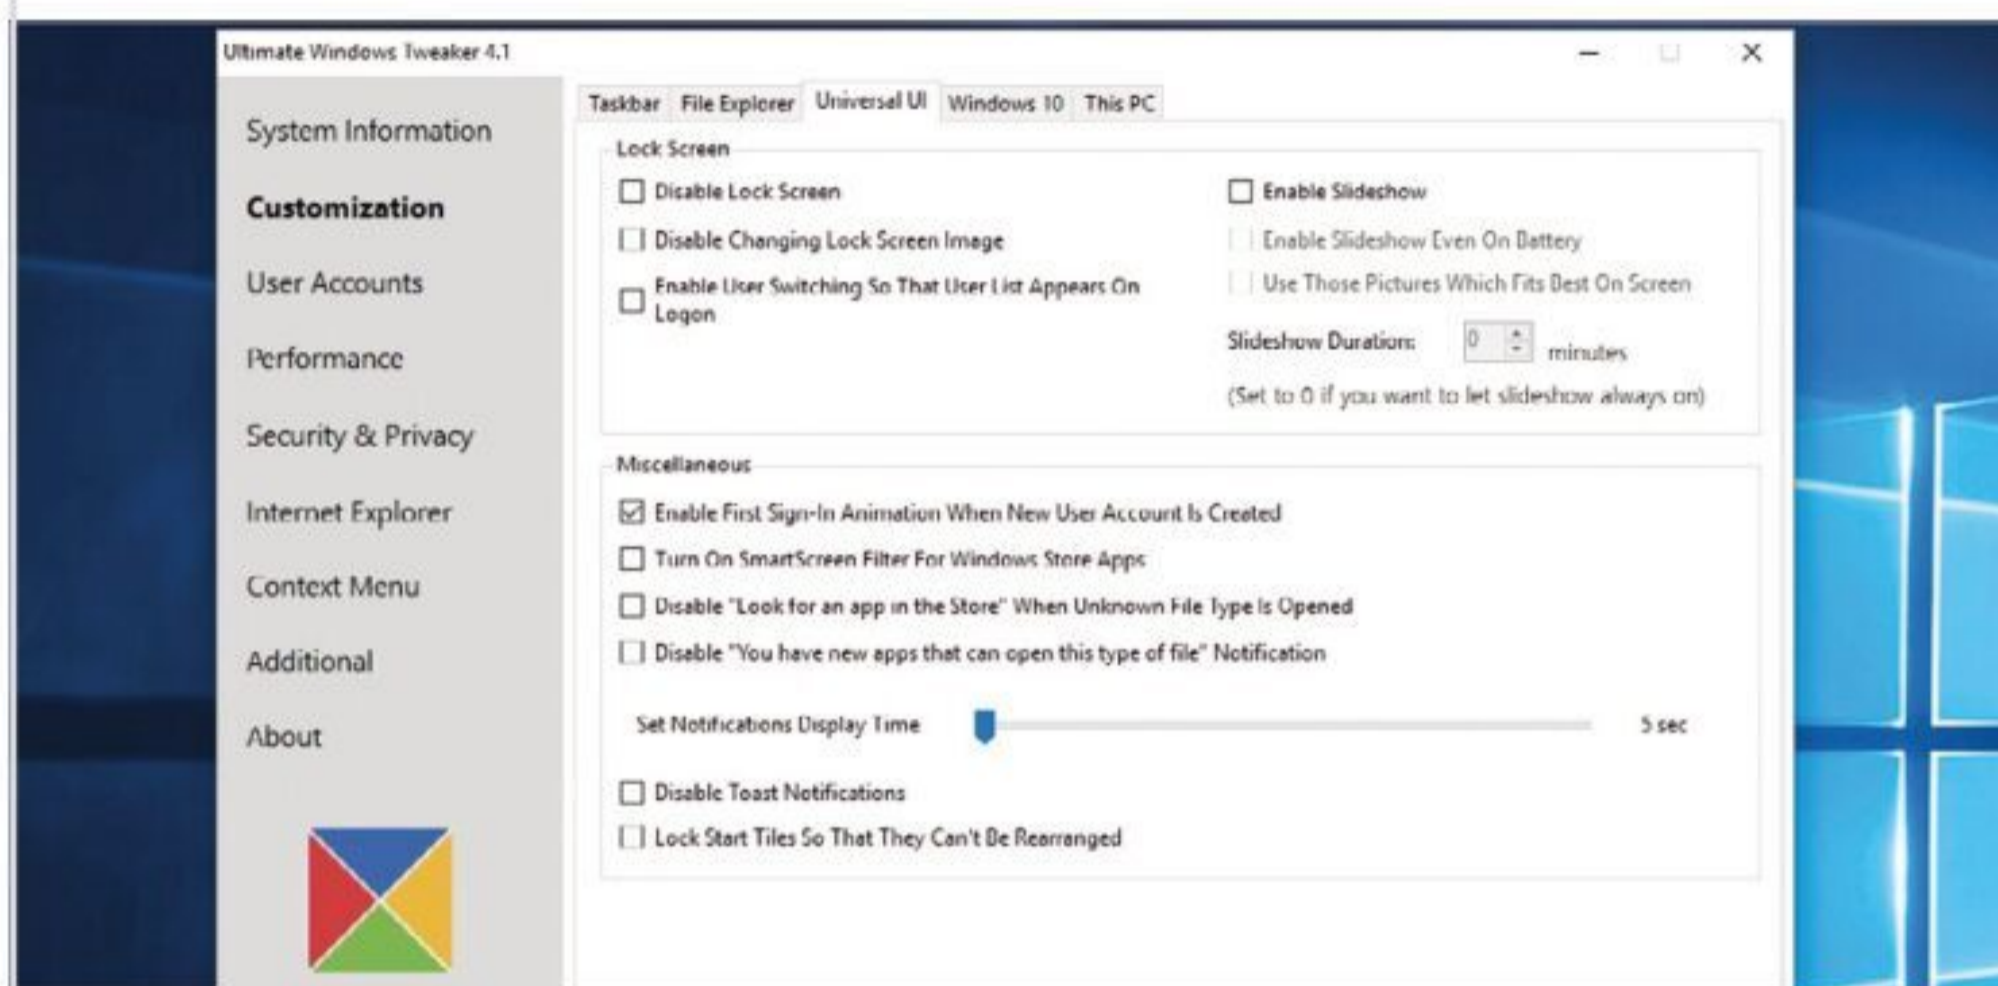 Ultimate Windows Tweaker 4.1
System Information
Customization
User Accounts
Performance
Security & Privacy
Internet Explorer
Context Menu
Additional
About
Taskbar
File Explorer
Universal UI
Windows 10
This PC
Lock Screen
Disable Lock Screen
Disable Changing Lock Screen Image
Enable User Switching So That User List Appears On
Logon
Enable Slideshow
Enable Slideshow Even On Battery
Use Those Pictures Which Fits Best On Screen
Slideshow Duration: 0 minutes
(Set to 0 if you want to let slideshow always on)
Miscellaneous
Enable First Sign-In Animation When New User Account Is Created
Turn On SmartScreen Filter For Windows Store Apps
Disable "Look for an app in the Store" When Unknown File Type Is Opened
Disable "You have new apps that can open this type of file" Notification
Set Notifications Display Time 5 sec
Disable Toast Notifications
Lock Start Tiles So That They Can't Be Rearranged